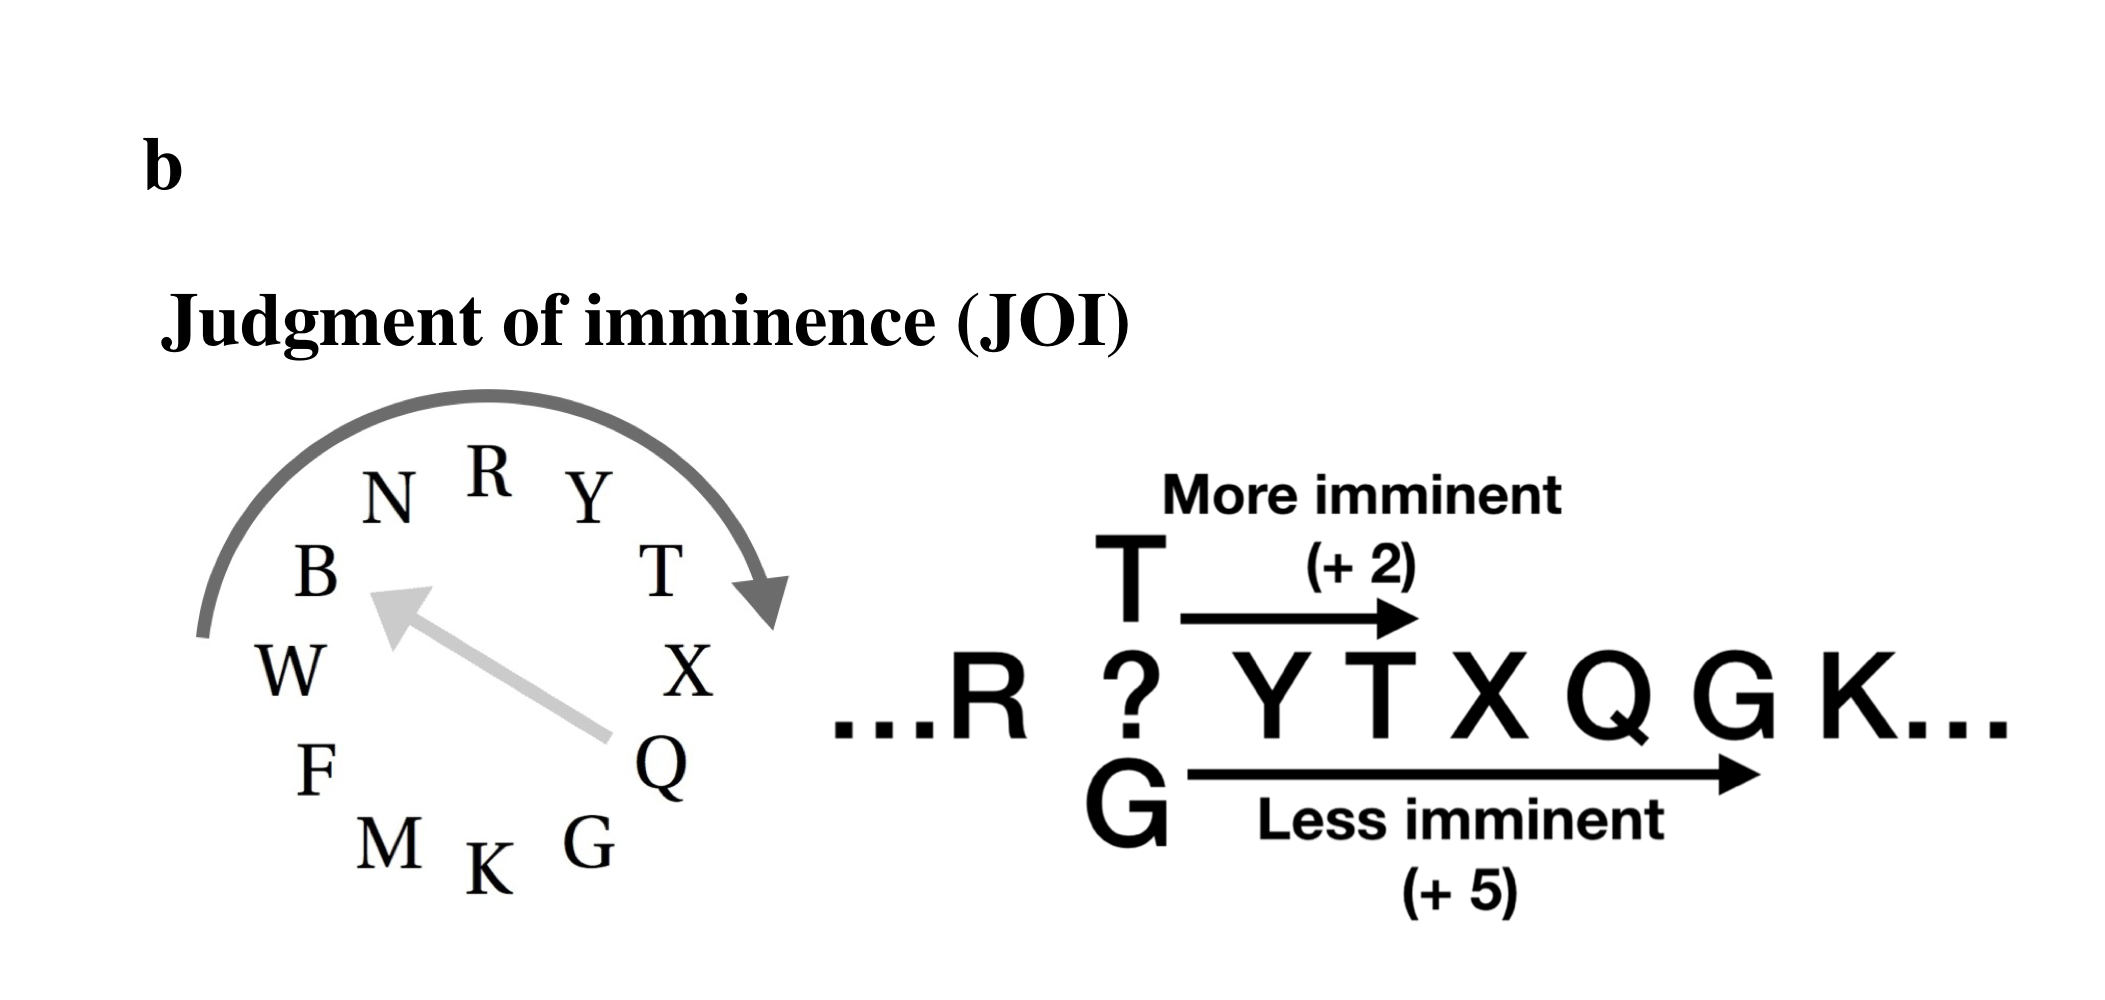 b
Judgment of imminence (JOI)
R
N Y
B T
W X
F Q
M G
K
More imminent
(+ 2)
T
...R ? Y T X Q G K...
G
Less imminent
(+ 5)